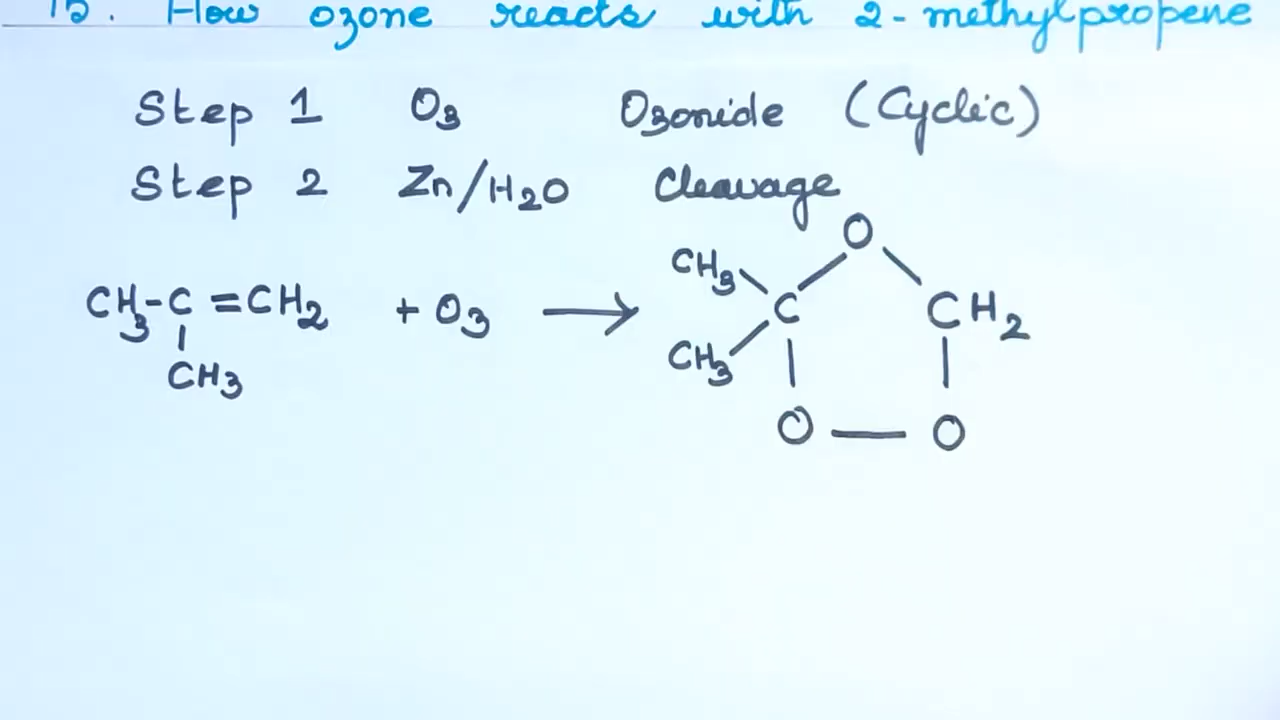 15. How ozone reacts with 2-methylpropene
Step 1 O3 Ozonide (Cyclic)
Step 2 Zn/H2O Cleavage
O
CH3
CH3-C=CH2 + O3 → C CH2
CH3
CH3
O — O